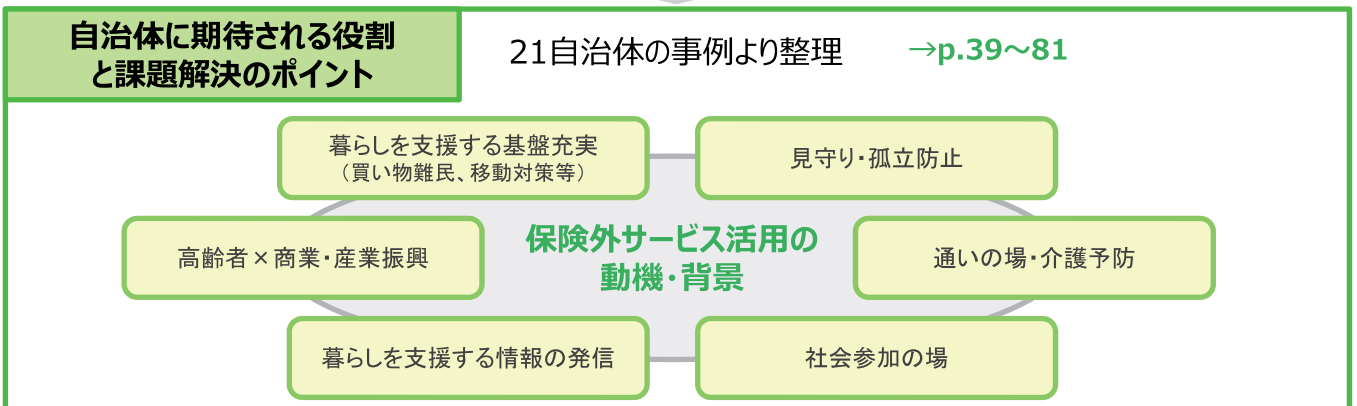 自治体に期待される役割
と課題解決のポイント
21自治体の事例より整理
→p.39～81
暮らしを支援する基盤充実
（買い物難民、移動対策等）
見守り・孤立防止
高齢者×商業・産業振興
保険外サービス活用の
動機・背景
通いの場・介護予防
暮らしを支援する情報の発信
社会参加の場